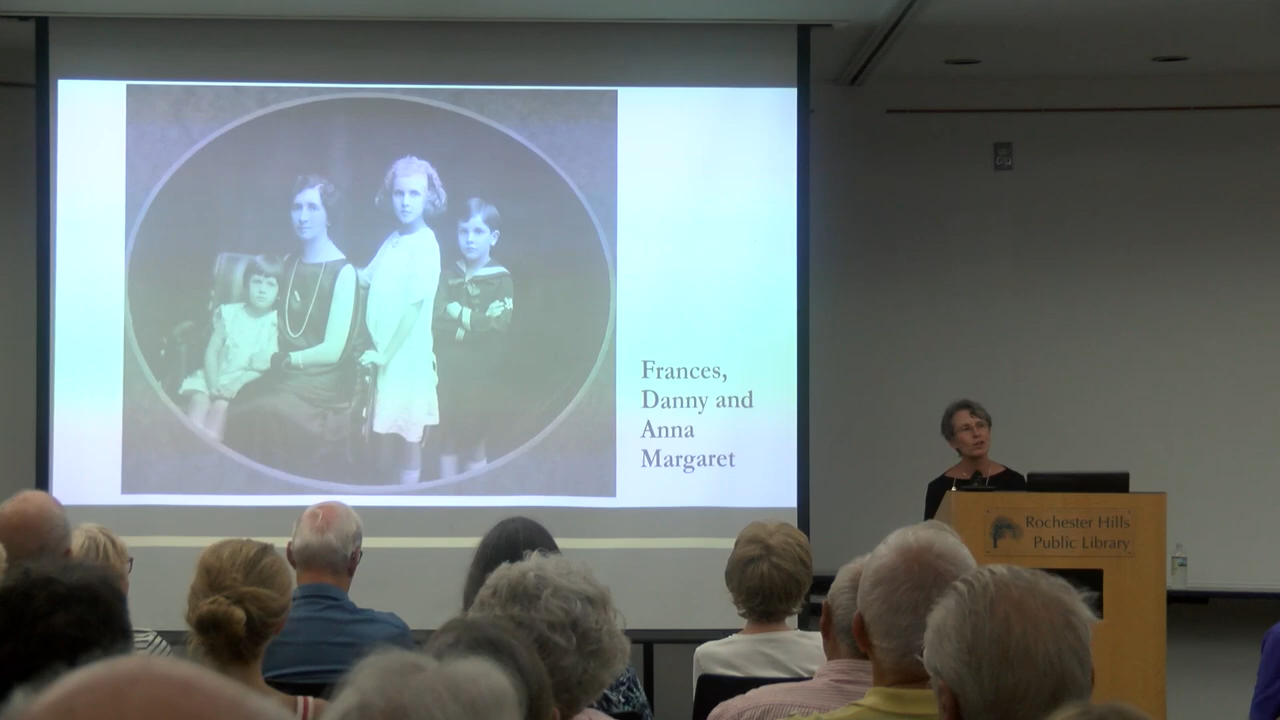 Frances,
Danny and
Anna
Margaret
Rochester Hills
Public Library